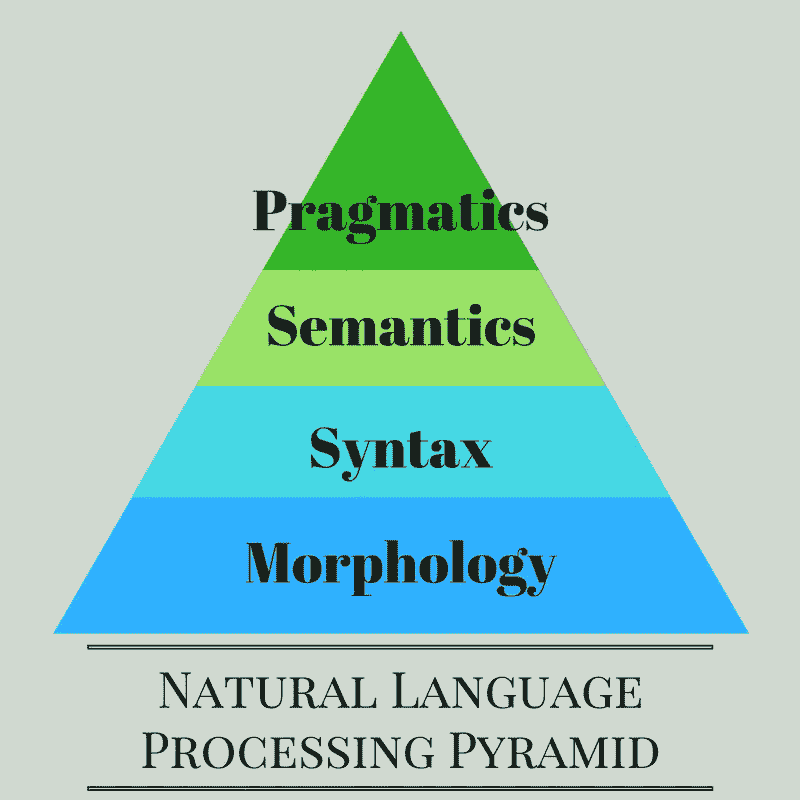 Pragmatics
Semantics
Syntax
Morphology
Natural Language
Processing Pyramid